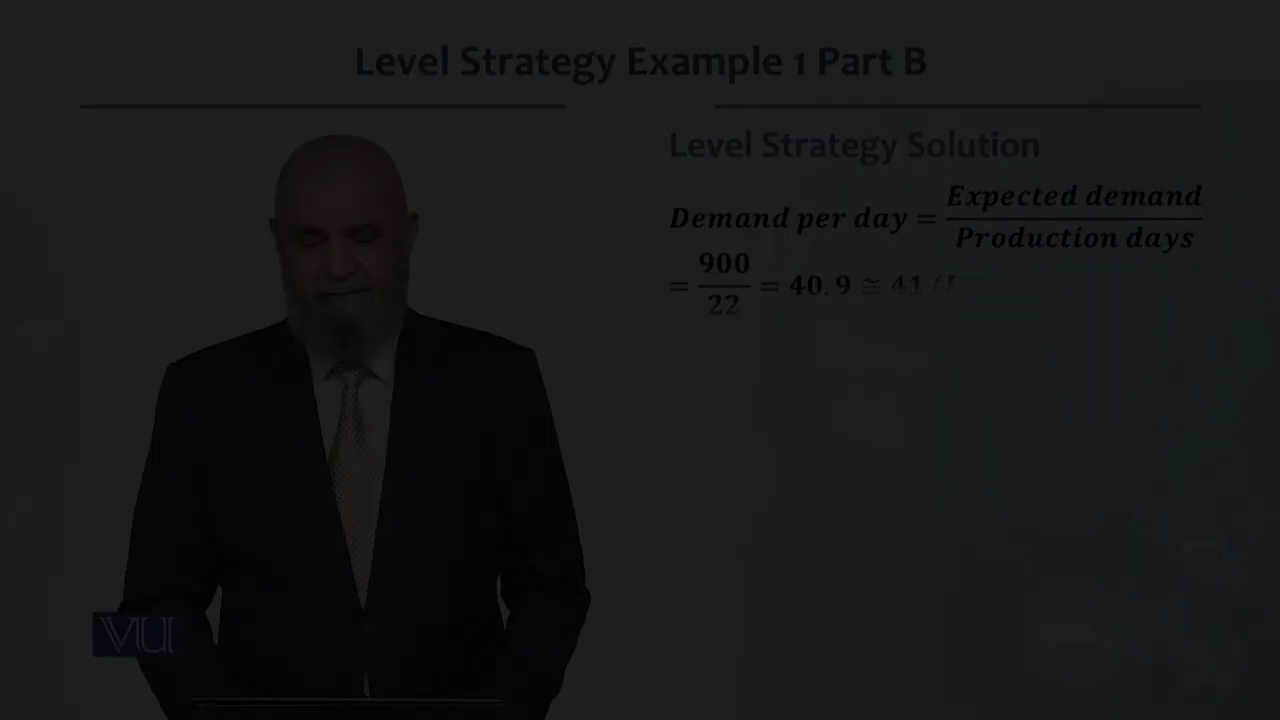 Level Strategy Example 1 Part B
Level Strategy Solution
Demand per day = Expected demand / Production days
= 900 / 22 = 40.9 ≅ 41
VU